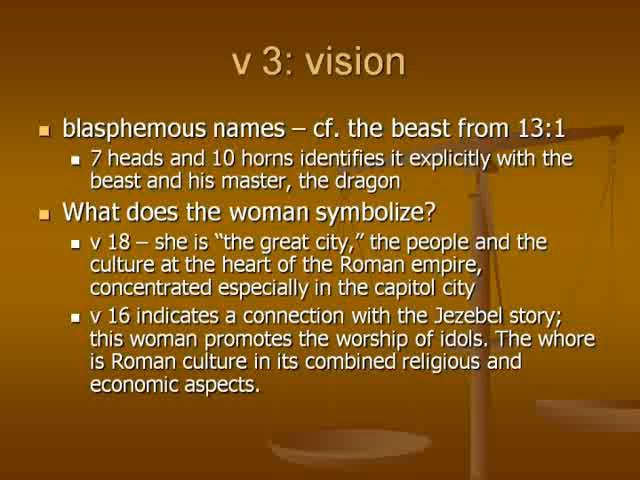 v 3: vision
blasphemous names – cf. the beast from 13:1
7 heads and 10 horns identifies it explicitly with the
beast and his master, the dragon
What does the woman symbolize?
v 18 – she is “the great city,” the people and the
culture at the heart of the Roman empire,
concentrated especially in the capitol city
v 16 indicates a connection with the Jezebel story;
this woman promotes the worship of idols. The whore
is Roman culture in its combined religious and
economic aspects.